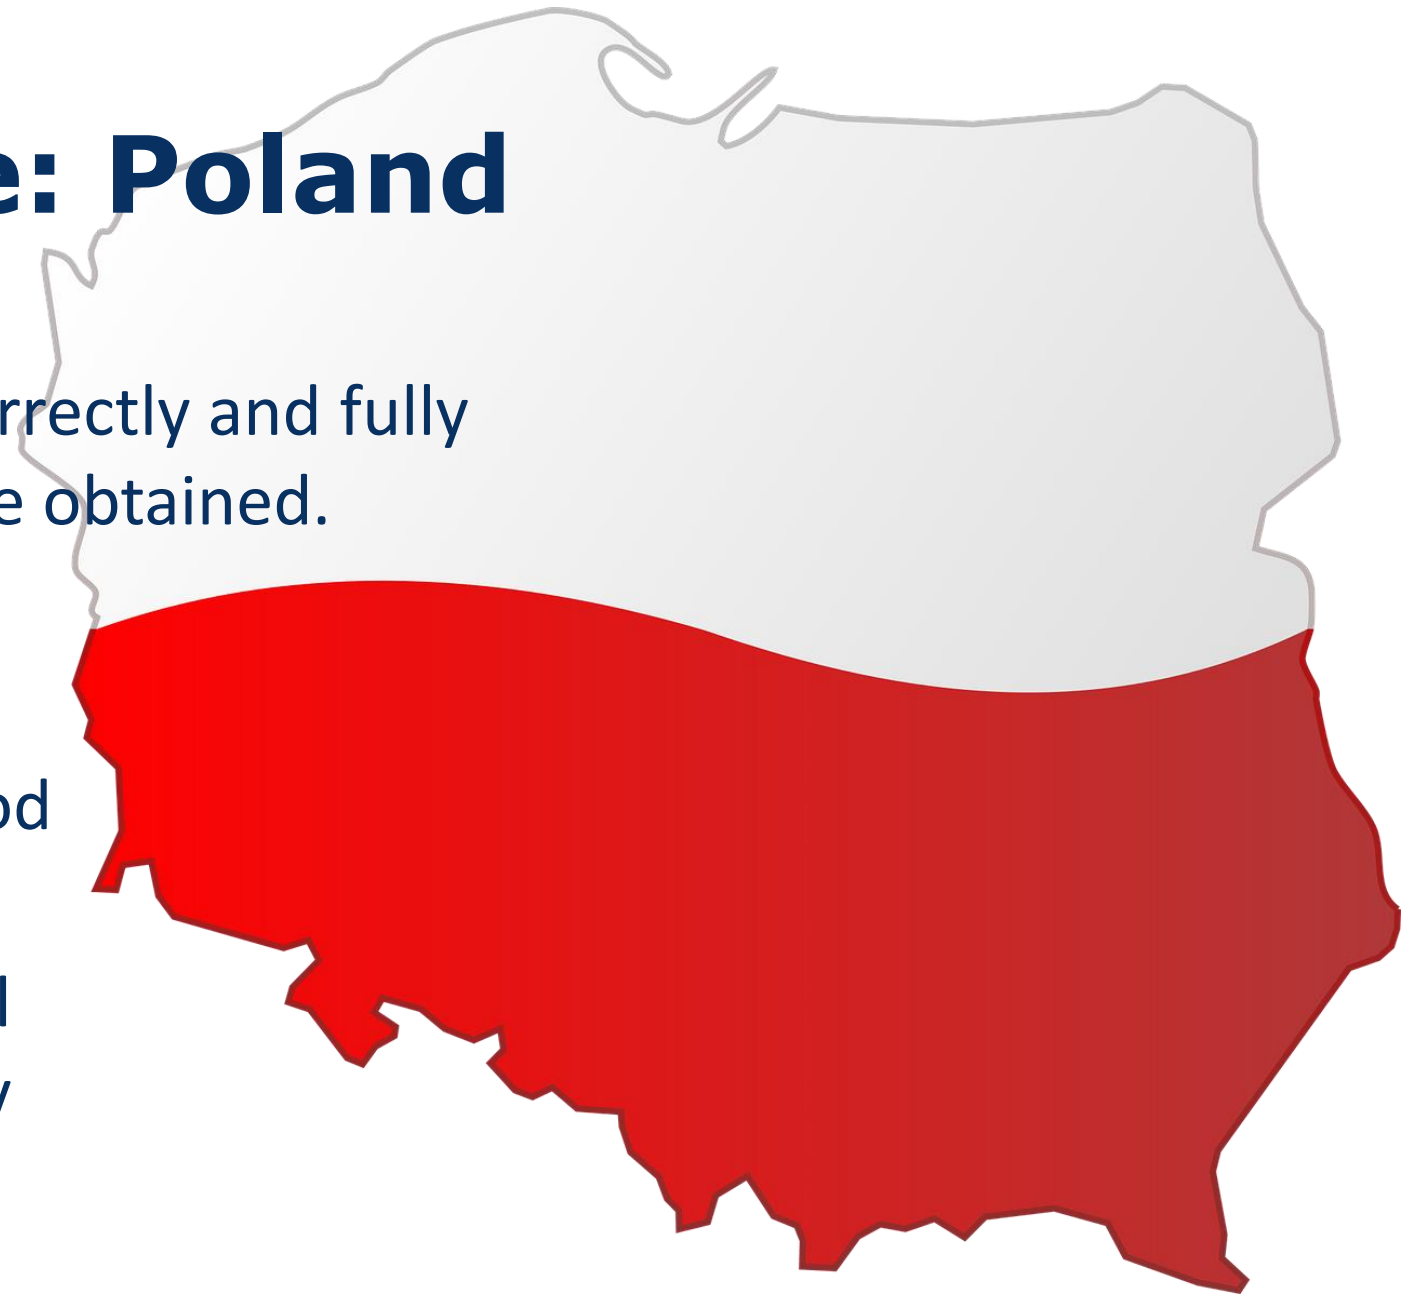 e: Poland
rrectly and fully
e obtained.
od
l
y